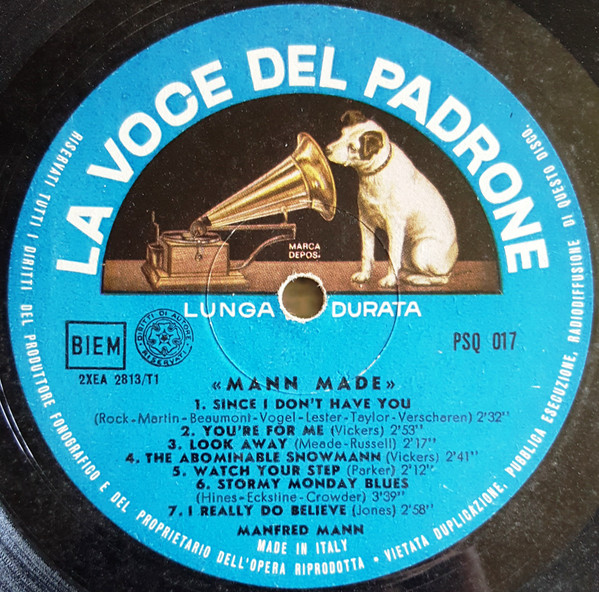 LA VOCE DEL PADRONE
MARCA
DEPOS.
LUNGA DURATA
BIEM
DIRITTI DI AUTORE
RISERVATI
PSQ 017
2XEA 2813/T1
«MANN MADE»
1. SINCE I DON'T HAVE YOU
(Rock-Martin-Beaumont-Vogel-Lester-Taylor-Verscharen) 2'32''
2. YOU'RE FOR ME (Vickers) 2'53''
3. LOOK AWAY (Meade-Russell) 2'17''
4. THE ABOMINABLE SNOWMANN (Vickers) 2'41''
5. WATCH YOUR STEP (Parker) 2'12''
6. STORMY MONDAY BLUES
(Hines-Eckstine-Crowder) 3'39''
7. I REALLY DO BELIEVE (Jones) 2'58''
MANFRED MANN
MADE IN ITALY
RISERVATI TUTTI I DIRITTI DEL PRODUTTORE FONOGRAFICO E DEL PROPRIETARIO DELL'OPERA RIPRODOTTA • VIETATA DUPLICAZIONE, PUBBLICA ESECUZIONE, RADIODIFFUSIONE DI QUESTO DISCO.